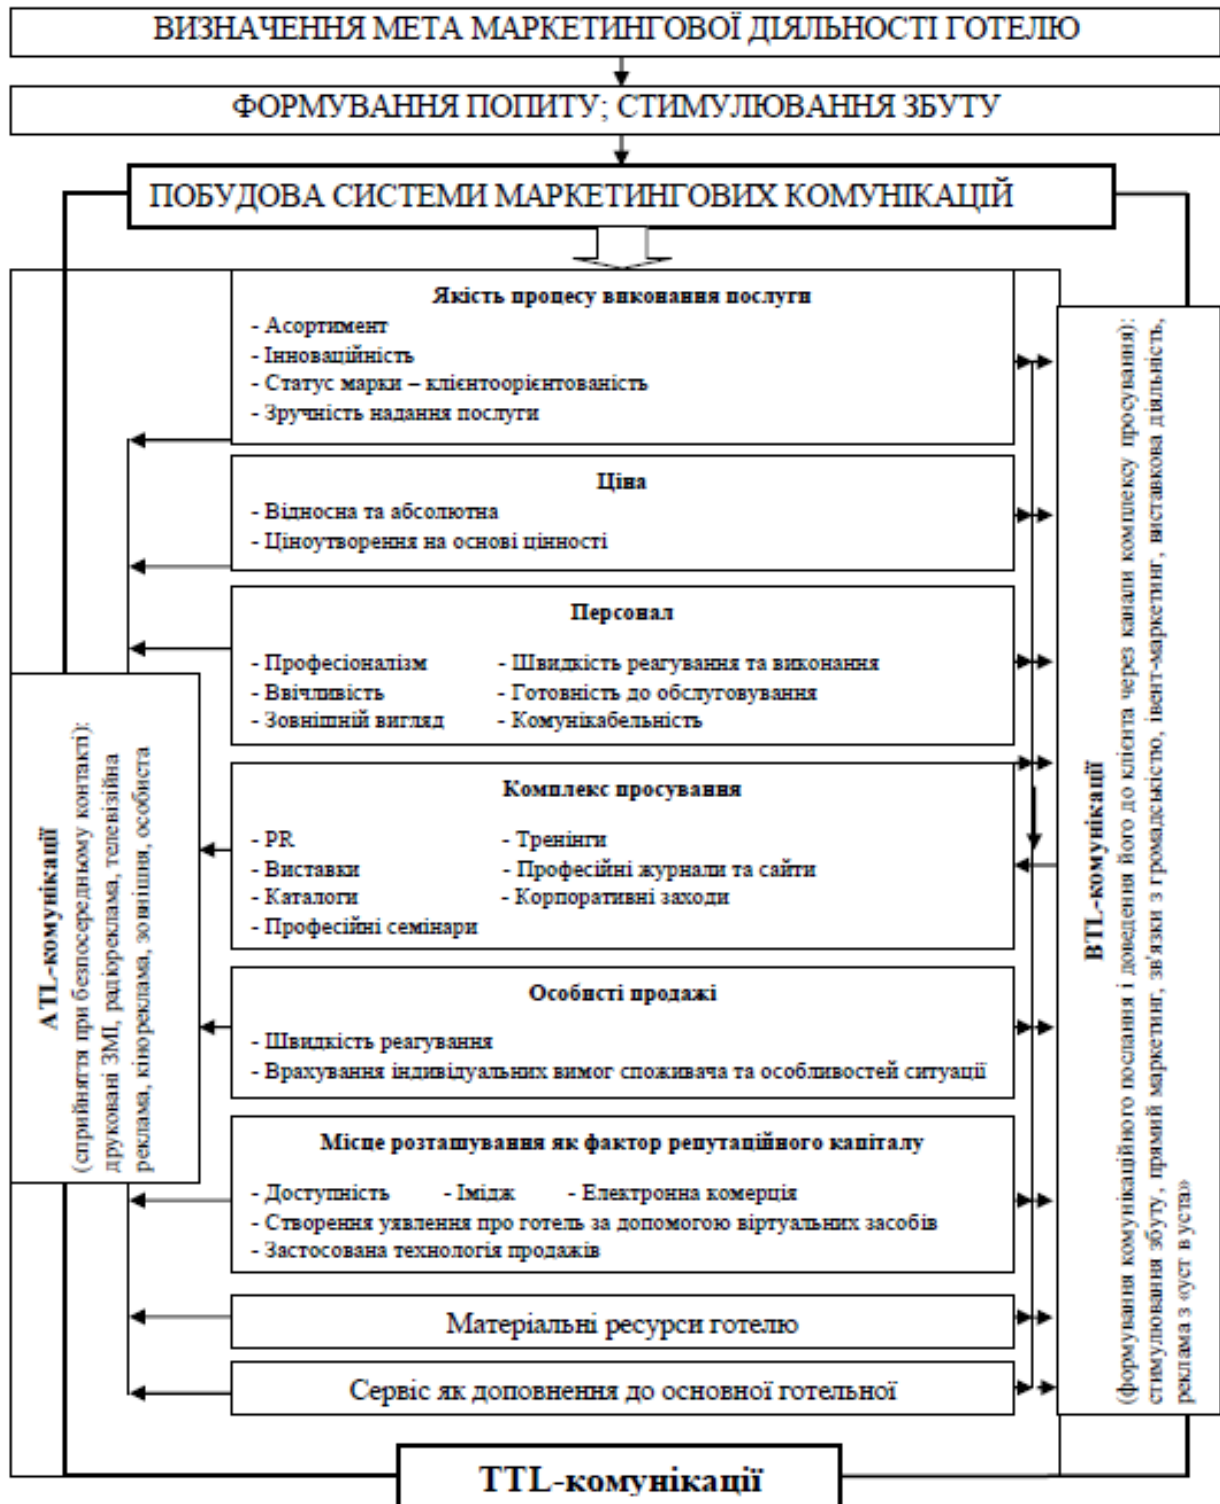 ВИЗНАЧЕННЯ МЕТА МАРКЕТИНГОВОЇ ДІЯЛЬНОСТІ ГОТЕЛЮ
ФОРМУВАННЯ ПОПИТУ; СТИМУЛЮВАННЯ ЗБУТУ
ПОБУДОВА СИСТЕМИ МАРКЕТИНГОВИХ КОМУНІКАЦІЙ
Якість процесу виконання послуги
- Асортимент
- Інноваційність
- Статус марки – клієнтоорієнтованість
- Зручність надання послуги
Ціна
- Відносна та абсолютна
- Ціноутворення на основі цінності
Персонал
- Професіоналізм - Швидкість реагування та виконання
- Ввічливість - Готовність до обслуговування
- Зовнішній вигляд - Комунікабельність
Комплекс просування
- PR - Тренінги
- Виставки - Професійні журнали та сайти
- Каталоги - Корпоративні заходи
- Професійні семінари
Особисті продажі
- Швидкість реагування
- Врахування індивідуальних вимог споживача та особливостей ситуації
Місце розташування як фактор репутаційного капіталу
- Доступність - Імідж - Електронна комерція
- Створення уявлення про готель за допомогою віртуальних засобів
- Застосована технологія продажів
Матеріальні ресурси готелю
Сервіс як доповнення до основної готельної
ATL-комунікації
(сприйняття при безпосередньому контакті):
друковані ЗМІ, радіореклама, телевізійна
реклама, кінореклама, зовнішня, особиста
BTL-комунікації
(формування комунікаційного послання і доведення його до клієнта через канали комплексу просування):
стимулювання збуту, прямий маркетинг, зв'язки з громадськістю, івент-маркетинг, виставкова діяльність,
реклама з «уст в уста»
TTL-комунікації